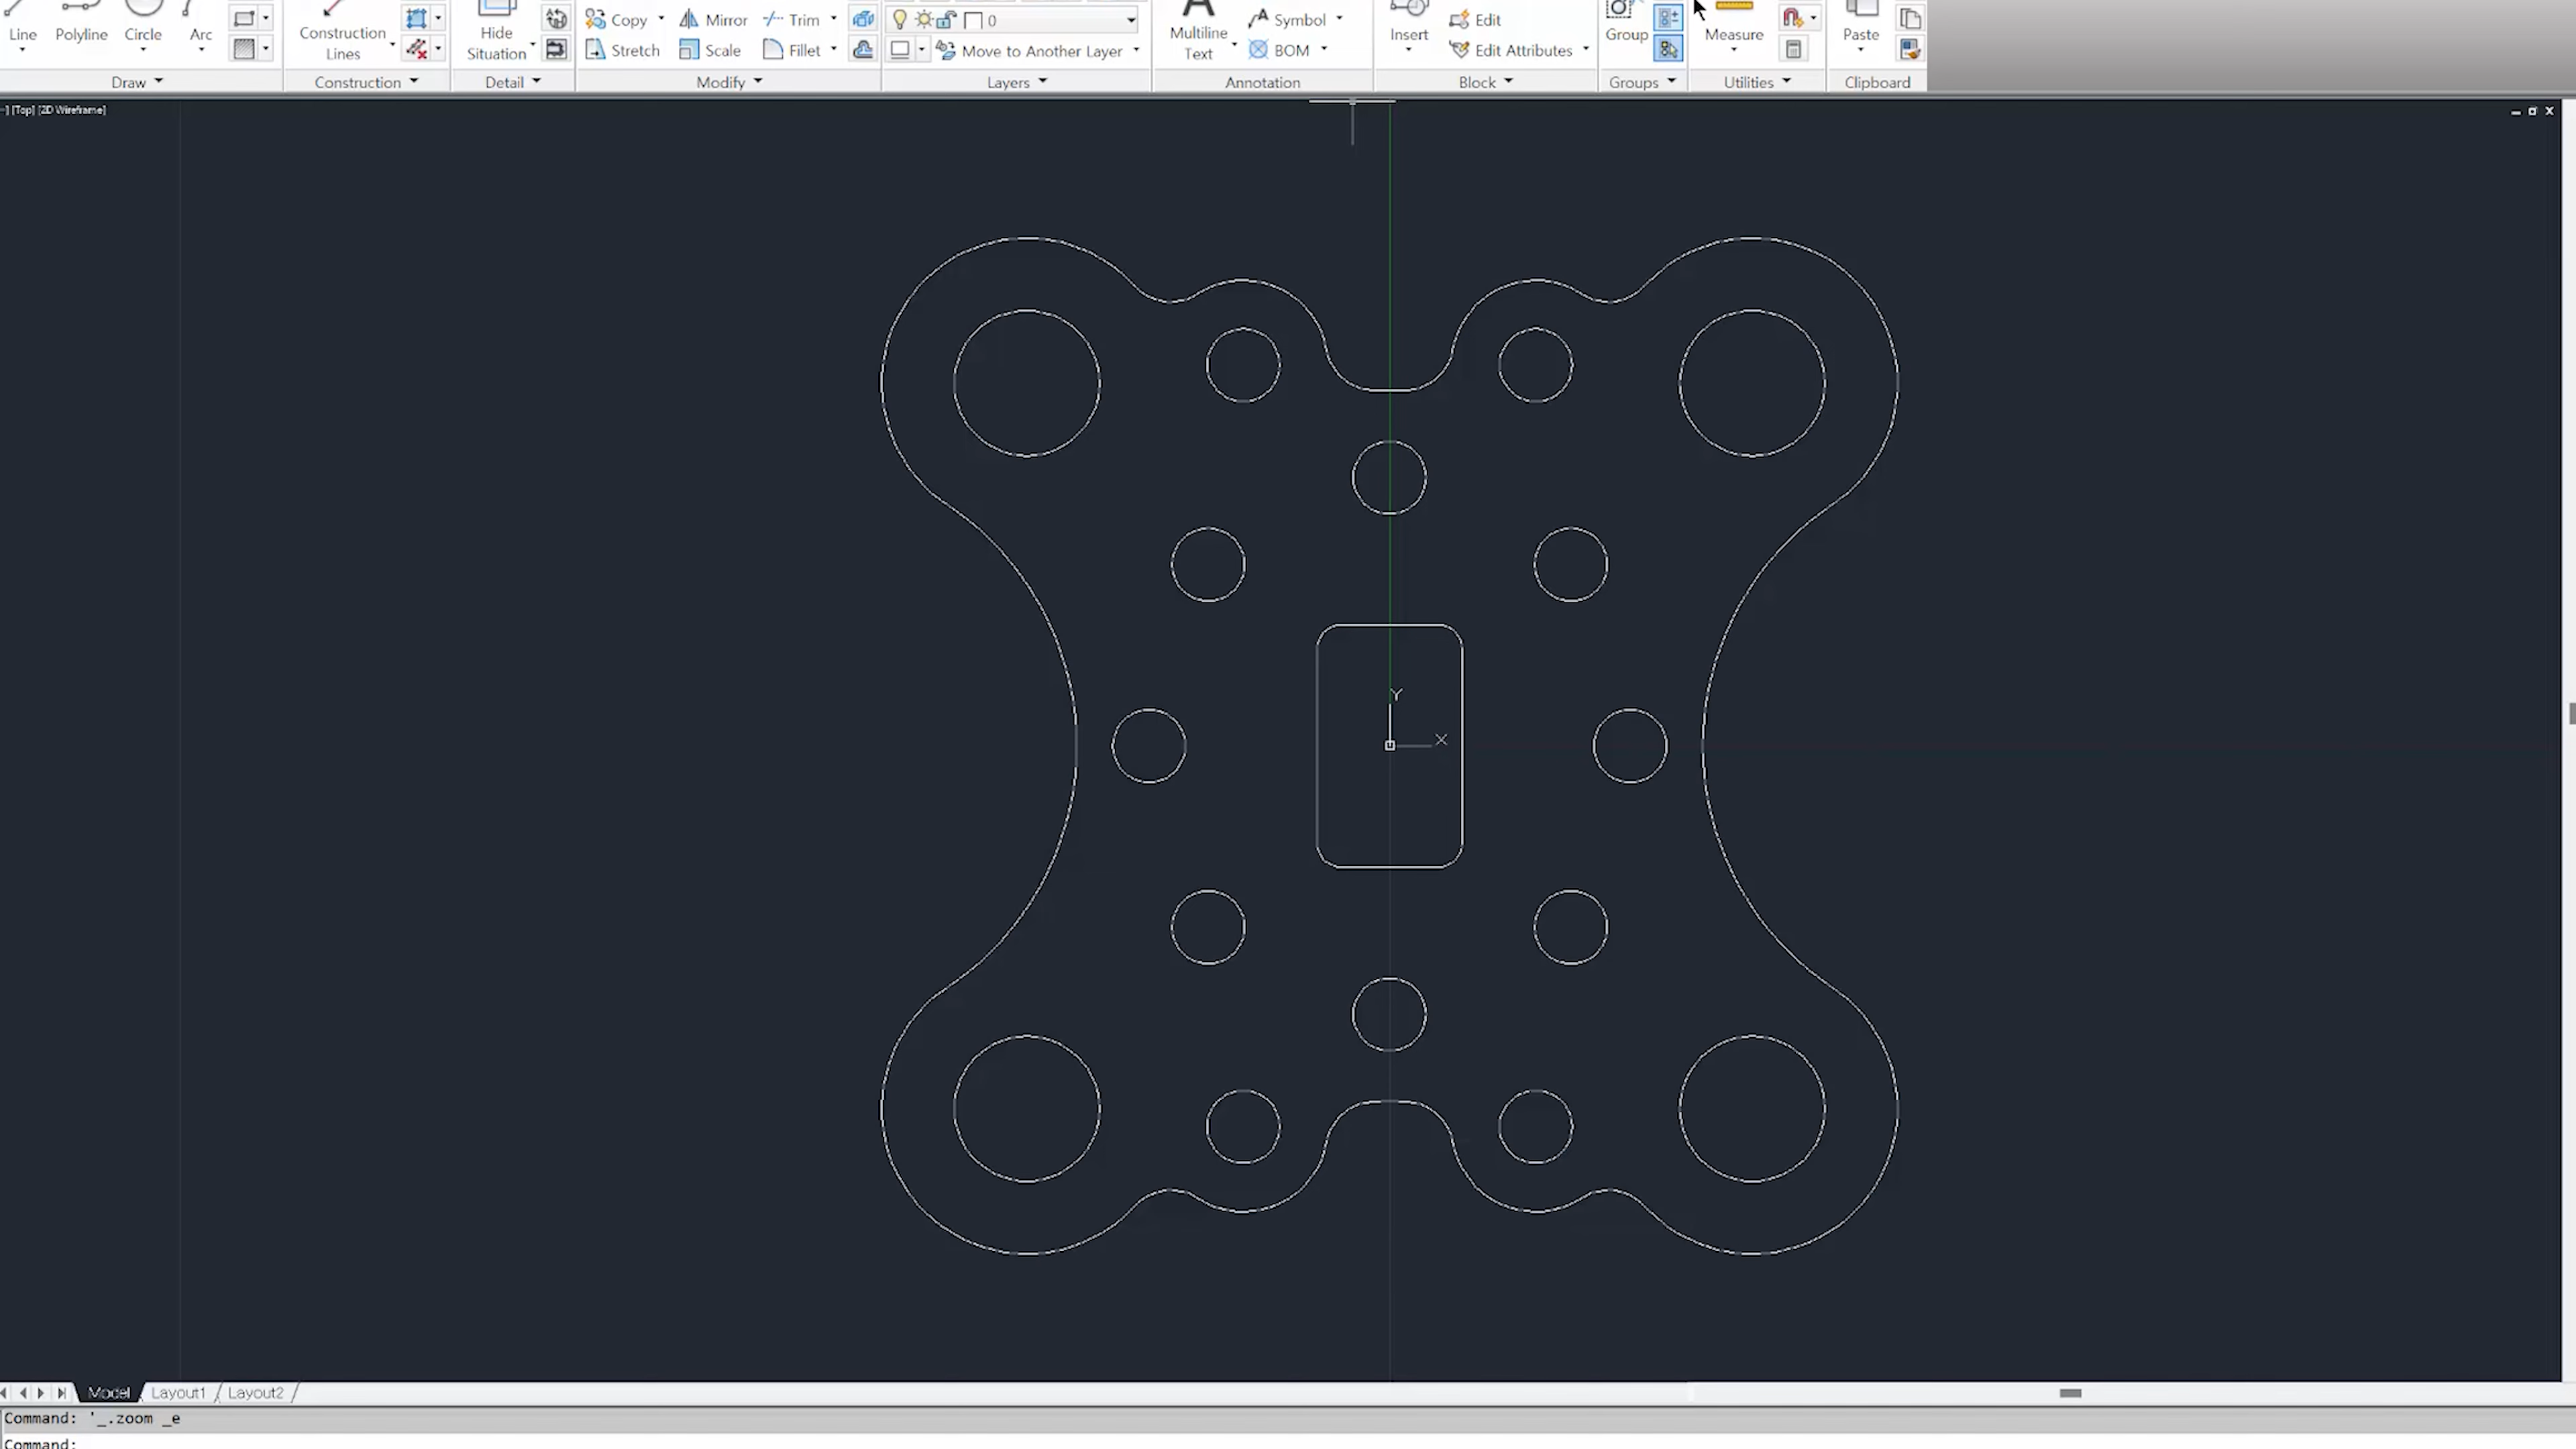 Copy Mirror Trim 0 Symbol Edit
Line Polyline Circle Arc Construction Lines Hide Situation Stretch Scale Fillet Move to Another Layer Multiline Text BOM Insert Edit Attributes Group Measure Paste
Draw Construction Detail Modify Layers Annotation Block Groups Utilities Clipboard
[Top] [2D Wireframe]
Y
X
Model Layout1 Layout2
Command: '_.zoom _e
Command: